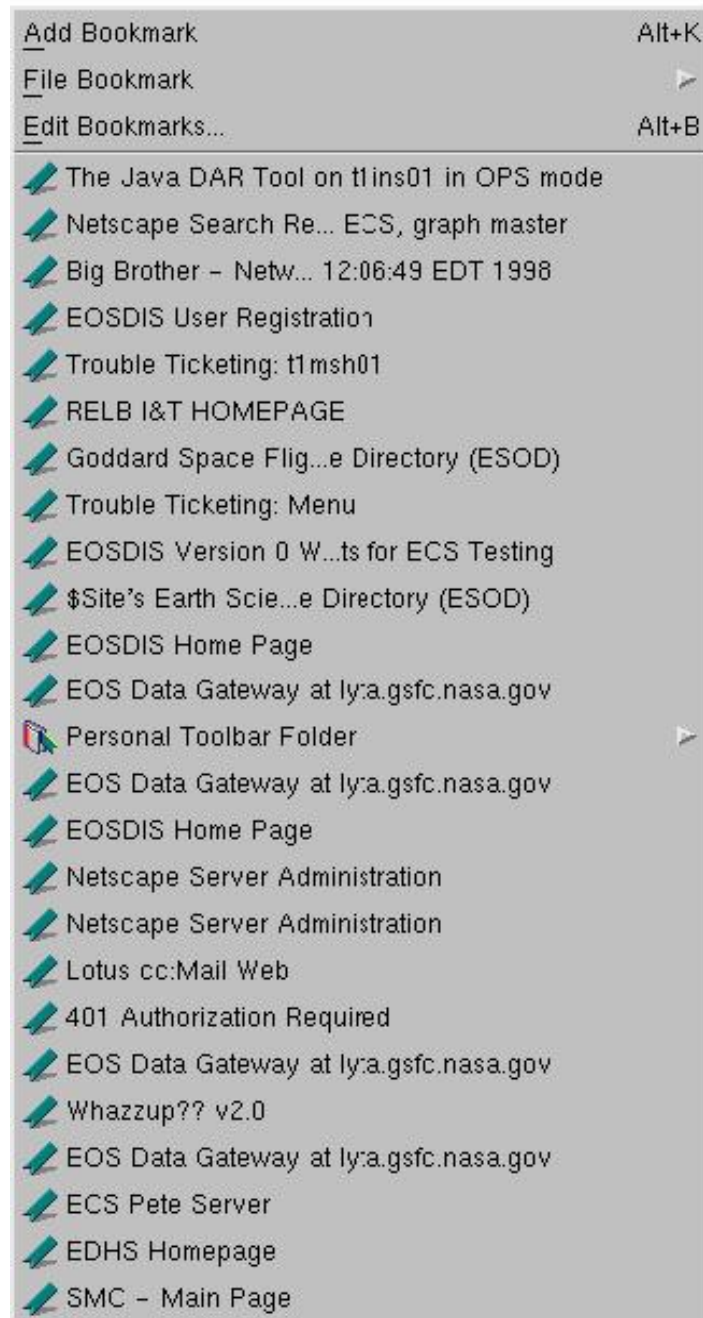 Add Bookmark Alt+K
File Bookmark
Edit Bookmarks... Alt+B
The Java DAR Tool on t1ins01 in OPS mode
Netscape Search Re... ECS, graph master
Big Brother – Netw... 12:06:49 EDT 1998
EOSDIS User Registration
Trouble Ticketing: t1msh01
RELB I&T HOMEPAGE
Goddard Space Flig...e Directory (ESOD)
Trouble Ticketing: Menu
EOSDIS Version 0 W...ts for ECS Testing
$Site's Earth Scie...e Directory (ESOD)
EOSDIS Home Page
EOS Data Gateway at lyta.gsfc.nasa.gov
Personal Toolbar Folder
EOS Data Gateway at lyta.gsfc.nasa.gov
EOSDIS Home Page
Netscape Server Administration
Netscape Server Administration
Lotus cc:Mail Web
401 Authorization Required
EOS Data Gateway at lyta.gsfc.nasa.gov
Whazzup?? v2.0
EOS Data Gateway at lyta.gsfc.nasa.gov
ECS Pete Server
EDHS Homepage
SMC – Main Page